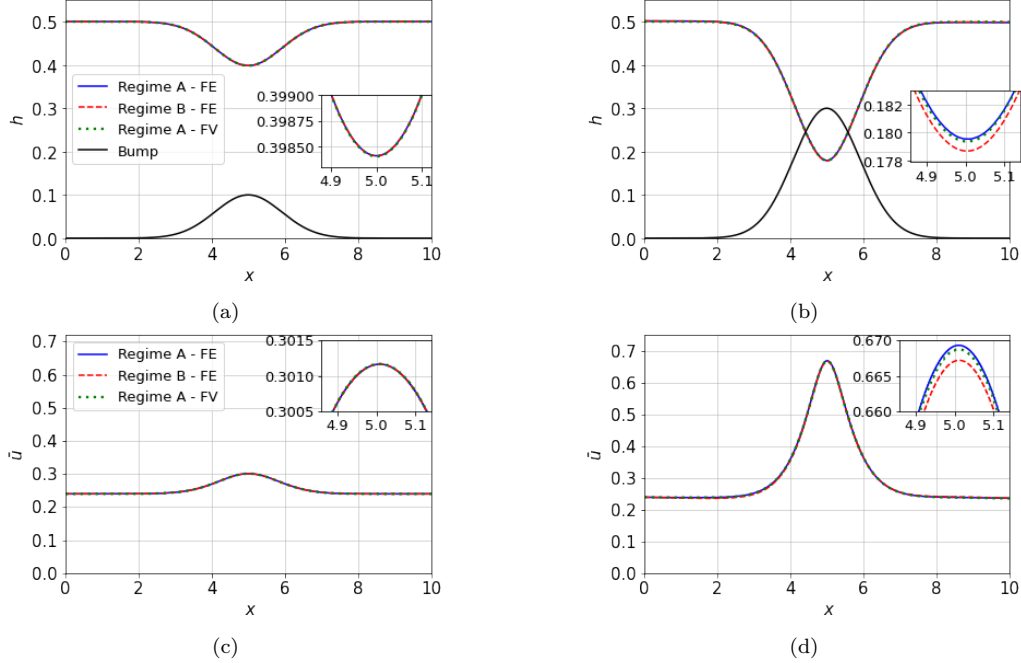 0.5
0.4
0.3
0.2
0.1
0.0
h
Regime A - FE
Regime B - FE
Regime A - FV
Bump
0.39900
0.39875
0.39850
4.9 5.0 5.1
0 2 4 6 8 10
x
(a)
0.5
0.4
0.3
0.2
0.1
0.0
h
0.182
0.180
0.178
4.9 5.0 5.1
0 2 4 6 8 10
x
(b)
0.7
0.6
0.5
0.4
0.3
0.2
0.1
0.0
ū
Regime A - FE
Regime B - FE
Regime A - FV
0.3015
0.3010
0.3005
4.9 5.0 5.1
0 2 4 6 8 10
x
(c)
0.7
0.6
0.5
0.4
0.3
0.2
0.1
0.0
ū
0.670
0.665
0.660
4.9 5.0 5.1
0 2 4 6 8 10
x
(d)